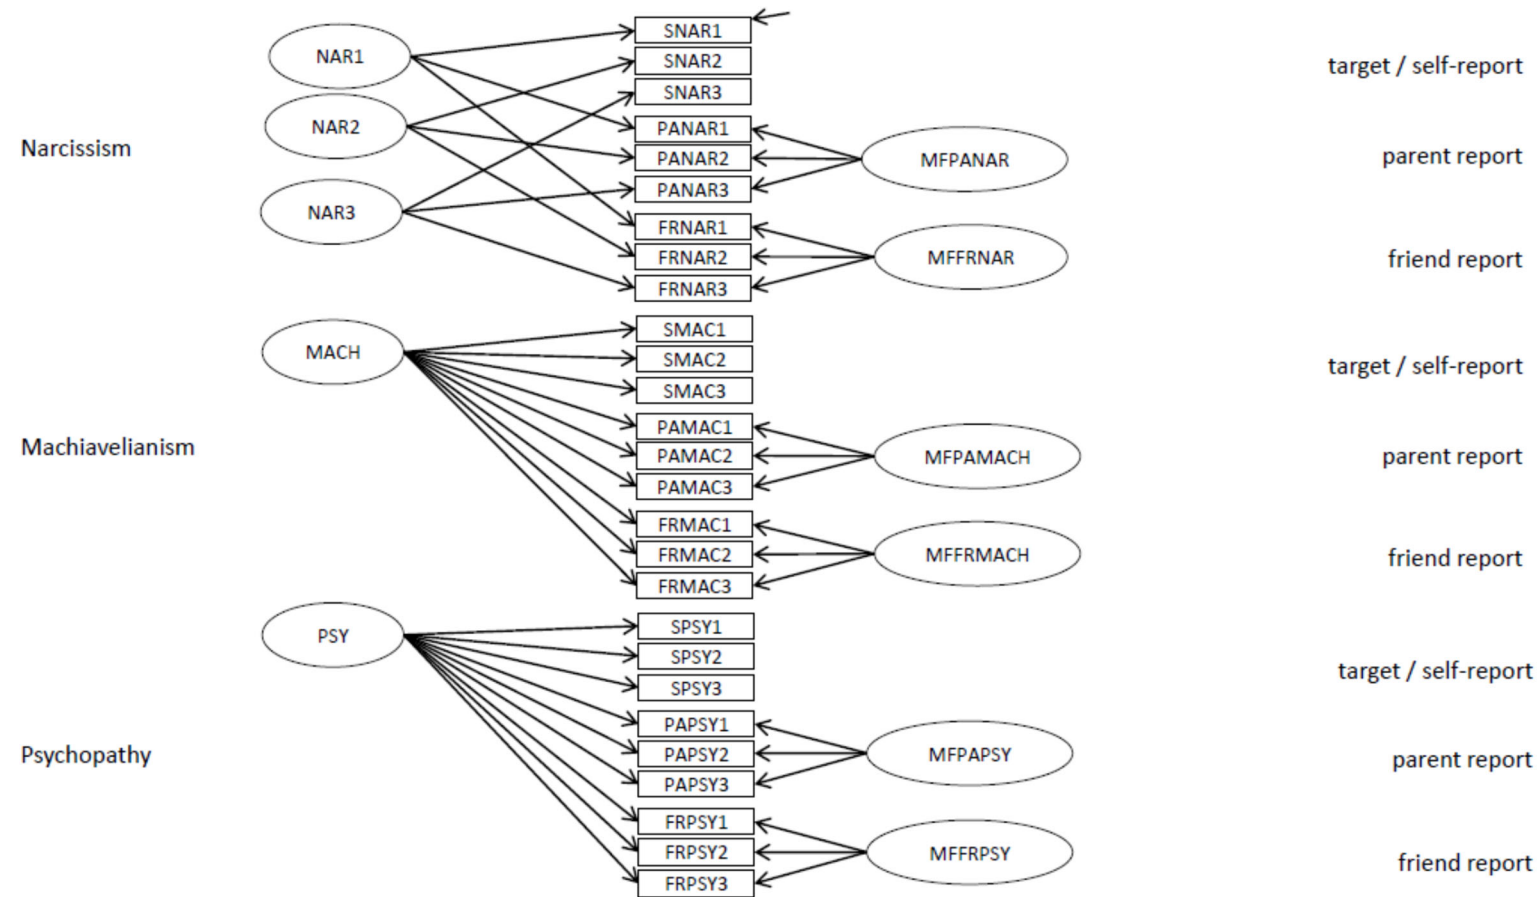 SNAR1
NAR1
SNAR2
target / self-report
SNAR3
NAR2
PANAR1
Narcissism
PANAR2
MFPANAR
parent report
PANAR3
NAR3
FRNAR1
FRNAR2
MFFRNAR
friend report
FRNAR3
SMAC1
MACH
SMAC2
target / self-report
SMAC3
PAMAC1
Machiavelianism
PAMAC2
MFPAMACH
parent report
PAMAC3
FRMAC1
FRMAC2
MFFRMACH
friend report
FRMAC3
SPSY1
PSY
SPSY2
target / self-report
SPSY3
PAPSY1
Psychopathy
PAPSY2
MFPAPSY
parent report
PAPSY3
FRPSY1
FRPSY2
MFFRPSY
friend report
FRPSY3